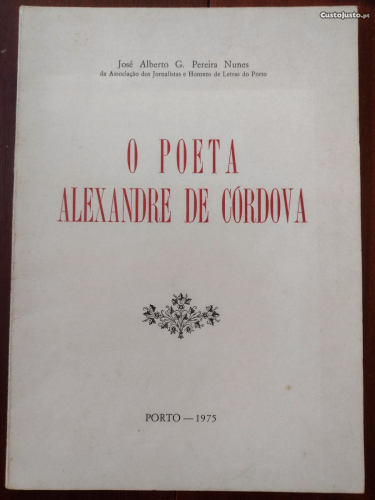 CustoJusto.pt
José Alberto G. Pereira Nunes
da Associação dos Jornalistas e Homens de Letras do Porto
O POETA
ALEXANDRE DE CÓRDOVA
PORTO — 1975